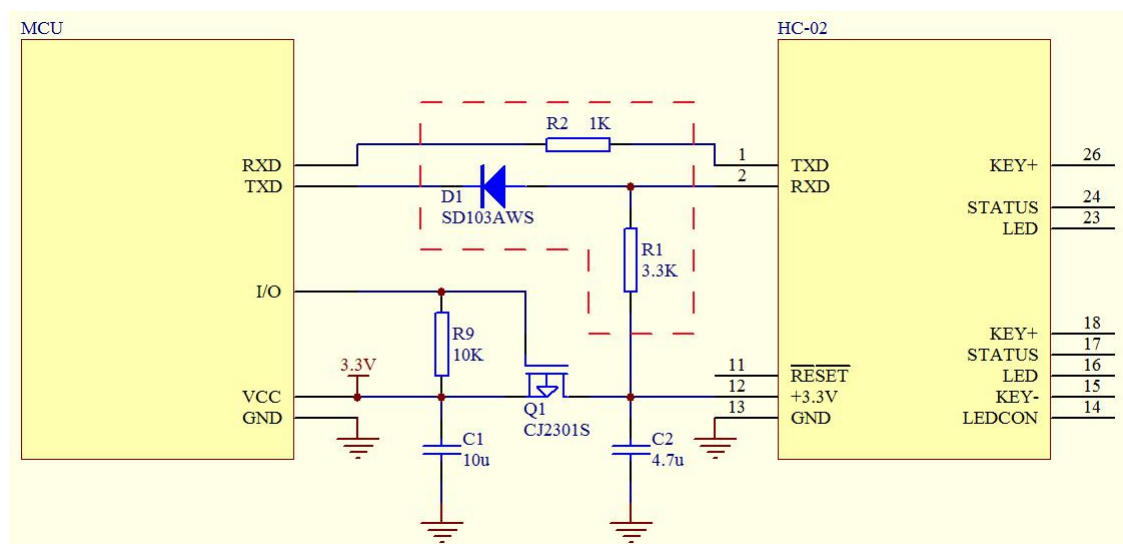 MCU
HC-02
R2 1K
RXD
TXD
D1
SD103AWS
R1
3.3K
I/O
R9
10K
3.3V
VCC
GND
Q1
CJ2301S
C1
10u
C2
4.7u
1 TXD
2 RXD
11 RESET
12 +3.3V
13 GND
KEY+ 26
STATUS 24
LED 23
KEY+ 18
STATUS 17
LED 16
KEY- 15
LEDCON 14